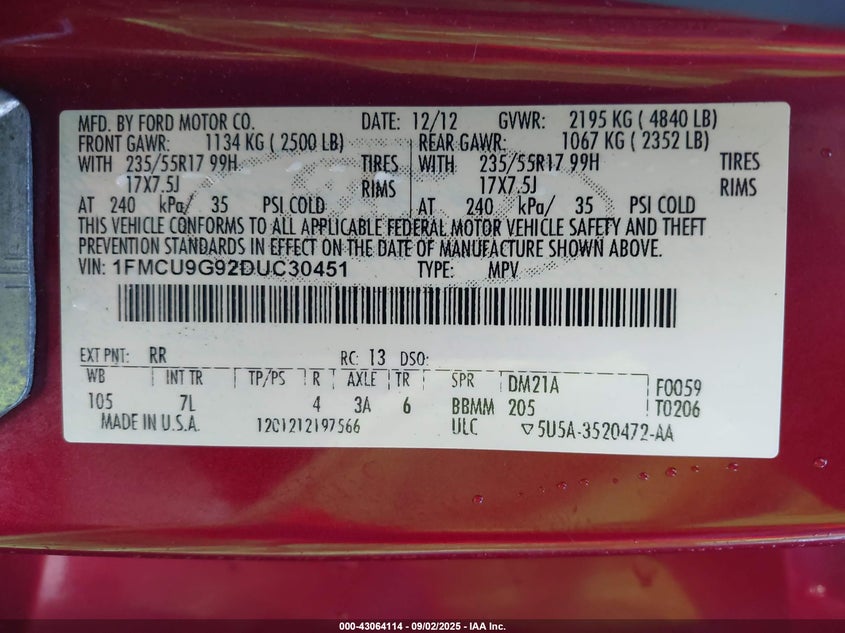 MFD. BY FORD MOTOR CO. DATE: 12/12 GVWR: 2195 KG ( 4840 LB)
FRONT GAWR: 1134 KG ( 2500 LB) REAR GAWR: 1067 KG ( 2352 LB)
WITH 235/55R17 99H TIRES WITH 235/55R17 99H TIRES
17X7.5J RIMS 17X7.5J RIMS
AT 240 kPa/ 35 PSI COLD AT 240 kPa/ 35 PSI COLD
THIS VEHICLE CONFORMS TO ALL APPLICABLE FEDERAL MOTOR VEHICLE SAFETY AND THEFT
PREVENTION STANDARDS IN EFFECT ON THE DATE OF MANUFACTURE SHOWN ABOVE.
VIN: 1FMCU9G92DUC30451 TYPE: MPV
EXT PNT: RR RC: 13 DSO:
WB INT TR TP/PS R AXLE TR SPR DM21A F0059
105 7L 4 3A 6 BBMM 205 T0206
MADE IN U.S.A. 1201212197566 ULC ▽5U5A-3520472-AA
000-43064114 - 09/02/2025 - IAA Inc.